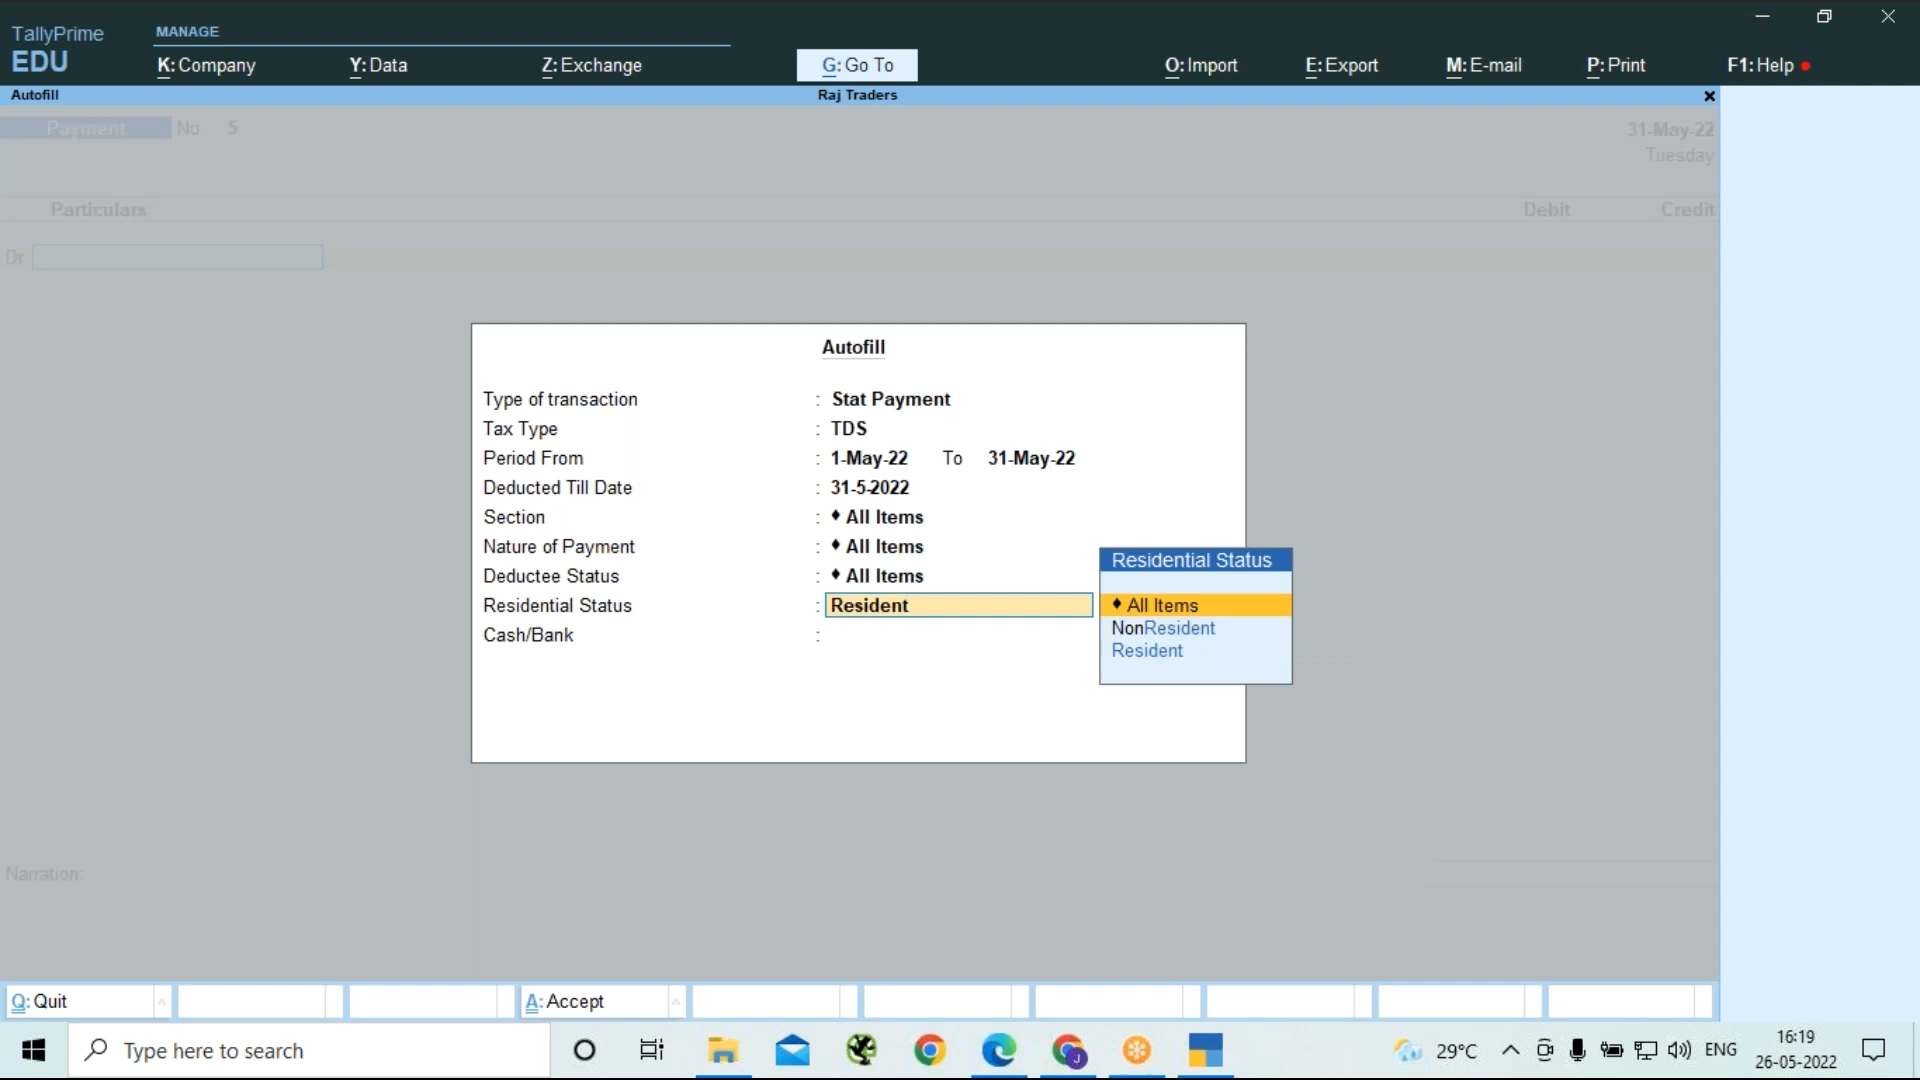 TallyPrime
EDU
MANAGE
K: Company
Y: Data
Z: Exchange
G: Go To
O: Import
E: Export
M: E-mail
P: Print
F1: Help
Autofill
Raj Traders
Payment No 5
31-May-22
Tuesday
Particulars
Debit
Credit
Dr
Autofill
Type of transaction : Stat Payment
Tax Type : TDS
Period From : 1-May-22 To 31-May-22
Deducted Till Date : 31-5-2022
Section : ♦ All Items
Nature of Payment : ♦ All Items
Deductee Status : ♦ All Items
Residential Status : Resident
Cash/Bank :
Residential Status
♦ All Items
NonResident
Resident
Narration:
Q: Quit
A: Accept
Type here to search
29°C
ENG
16:19
26-05-2022